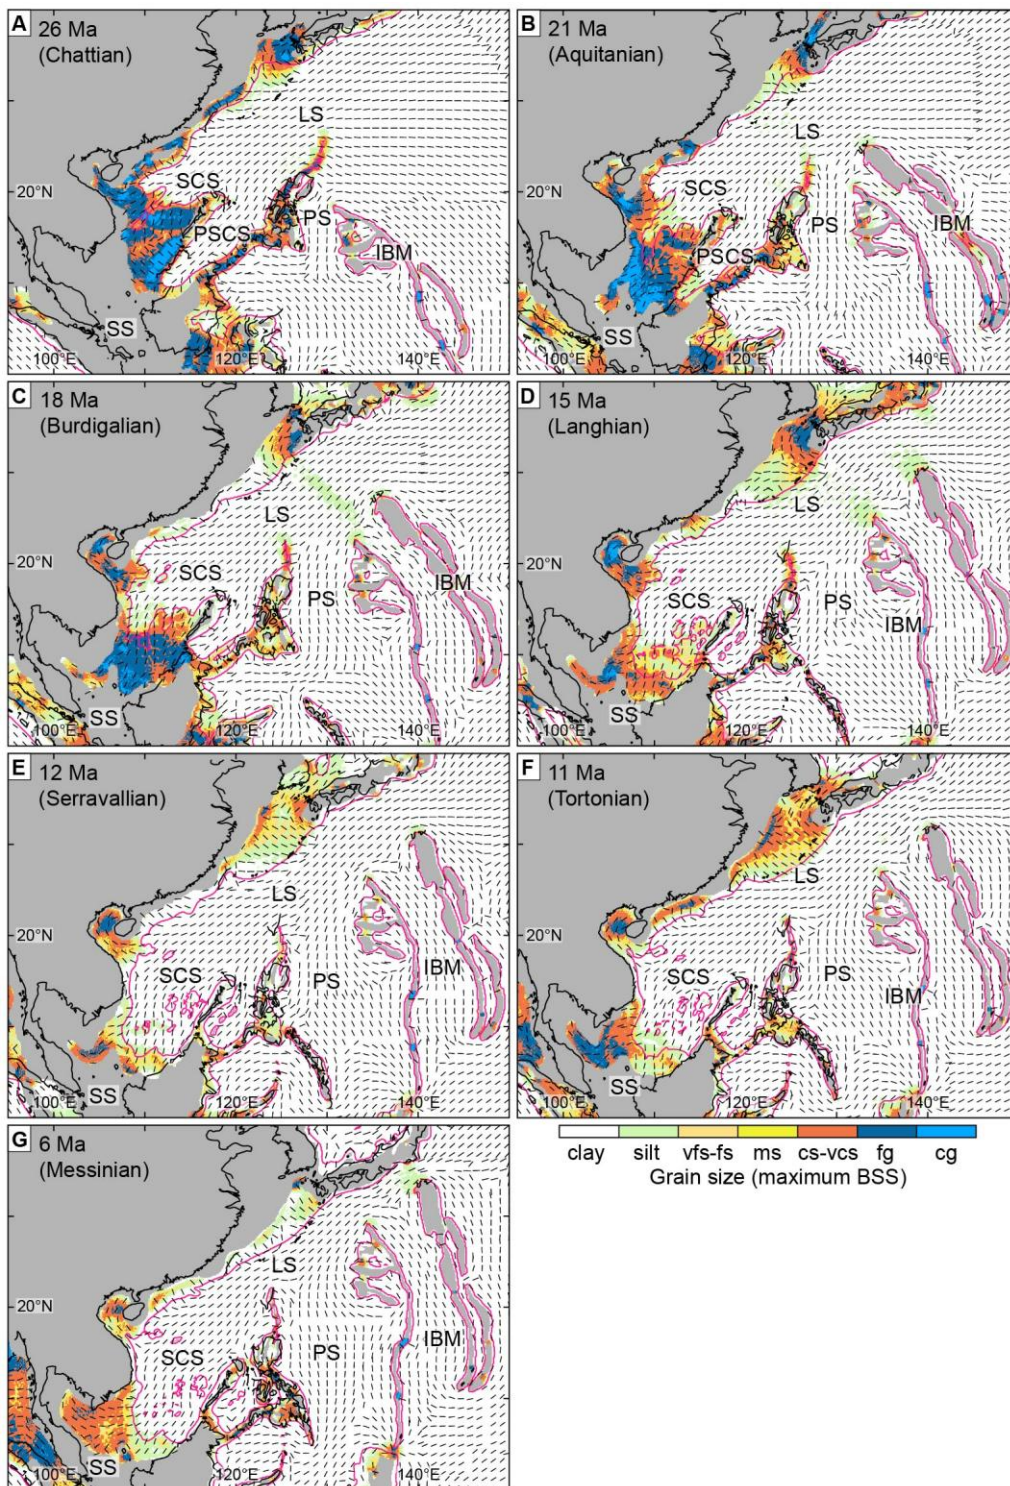 A
26 Ma
(Chattian)
LS
20°N
SCS
PSCS
PS
IBM
SS
100°E
120°E
140°E
B
21 Ma
(Aquitanian)
LS
20°N
SCS
PSCS
PS
IBM
SS
100°E
120°E
140°E
C
18 Ma
(Burdigalian)
LS
20°N
SCS
PS
IBM
SS
100°E
120°E
140°E
D
15 Ma
(Langhian)
LS
20°N
SCS
PS
IBM
SS
100°E
120°E
140°E
E
12 Ma
(Serravallian)
LS
20°N
SCS
PS
IBM
SS
100°E
120°E
140°E
F
11 Ma
(Tortonian)
LS
20°N
SCS
PS
IBM
SS
100°E
120°E
140°E
G
6 Ma
(Messinian)
LS
20°N
SCS
PS
IBM
SS
100°E
120°E
140°E
clay silt vfs-fs ms cs-vcs fg cg
Grain size (maximum BSS)